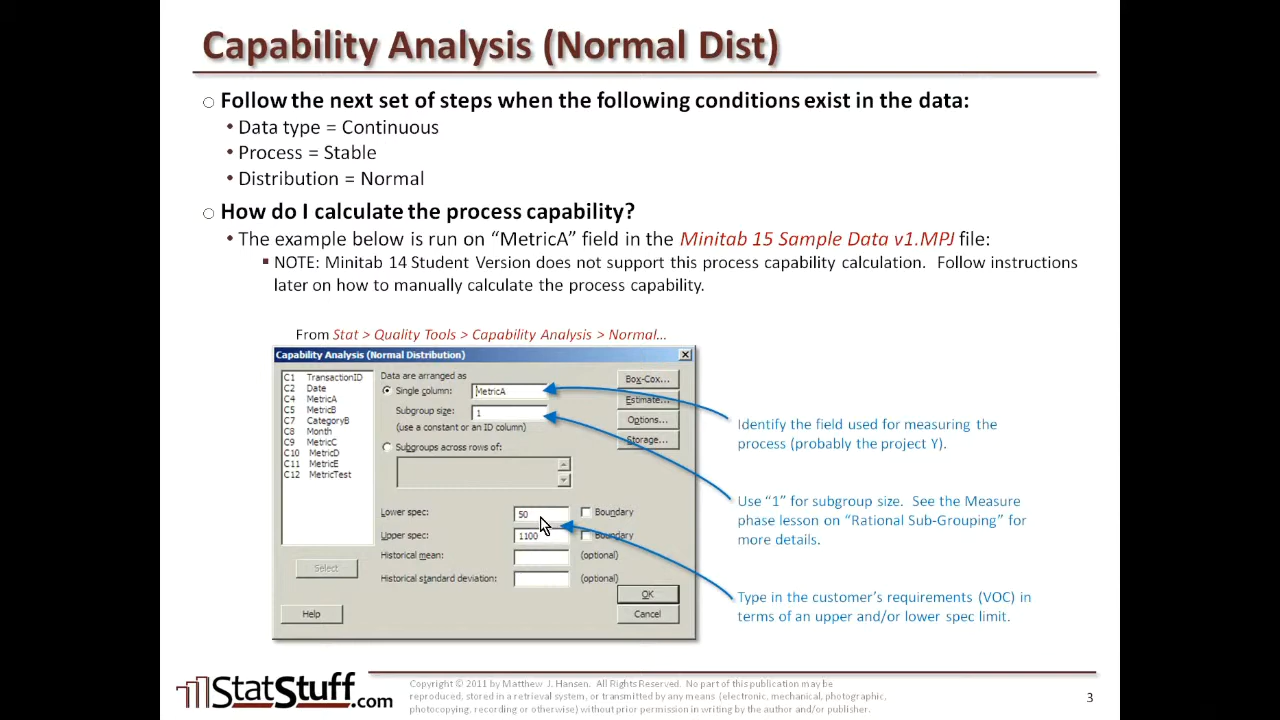 Capability Analysis (Normal Dist)
Follow the next set of steps when the following conditions exist in the data:
• Data type = Continuous
• Process = Stable
• Distribution = Normal
How do I calculate the process capability?
• The example below is run on “MetricA” field in the Minitab 15 Sample Data v1.MPJ file:
▪ NOTE: Minitab 14 Student Version does not support this process capability calculation. Follow instructions
later on how to manually calculate the process capability.
From Stat > Quality Tools > Capability Analysis > Normal…
Capability Analysis (Normal Distribution)
C1 TransactionID
C2 Date
C4 MetricA
C5 MetricB
C7 CategoryB
C8 Month
C9 MetricC
C10 MetricD
C11 MetricE
C12 MetricTest
Data are arranged as
Single column: MetricA
Subgroup size: 1
(use a constant or an ID column)
Subgroups across rows of:
Lower spec: 50 Boundary
Upper spec: 1100 Boundary
Historical mean: (optional)
Historical standard deviation: (optional)
Box-Cox...
Estimate...
Options...
Storage...
Select
Help
OK
Cancel
Identify the field used for measuring the
process (probably the project Y).
Use “1” for subgroup size. See the Measure
phase lesson on “Rational Sub-Grouping” for
more details.
Type in the customer’s requirements (VOC) in
terms of an upper and/or lower spec limit.
StatStuff.com
Copyright © 2011 by Matthew J. Hansen. All Rights Reserved. No part of this publication may be
reproduced, stored in a retrieval system, or transmitted by any means (electronic, mechanical, photographic,
photocopying, recording or otherwise) without prior permission in writing by the author and/or publisher.
3